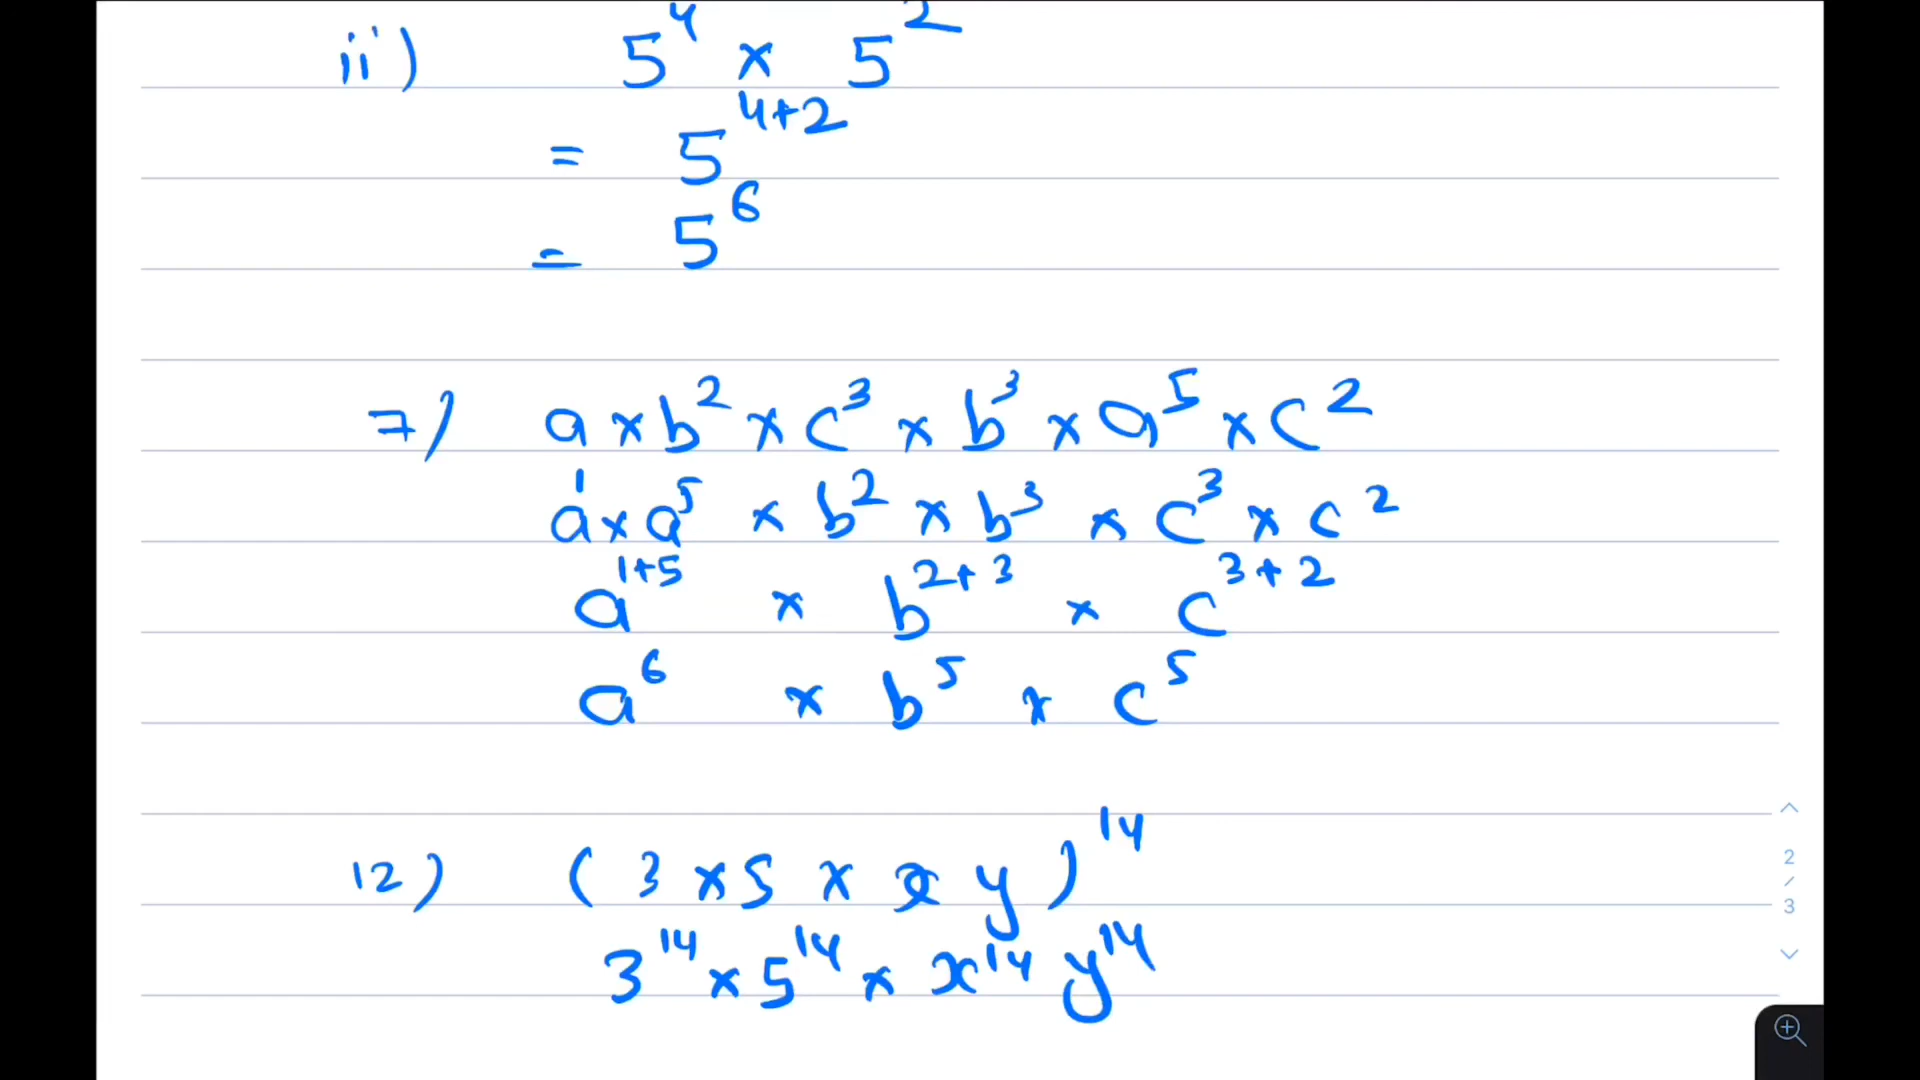 ii) 5⁴ × 5²
= 5⁴⁺²
= 5⁶
7) a × b² × c³ × b³ × a⁵ × c²
a¹ × a⁵ × b² × b³ × c³ × c²
a¹⁺⁵ × b²⁺³ × c³⁺²
a⁶ × b⁵ × c⁵
12) (3 × 5 × x y)¹⁴
3¹⁴ × 5¹⁴ × x¹⁴ y¹⁴
2
/
3